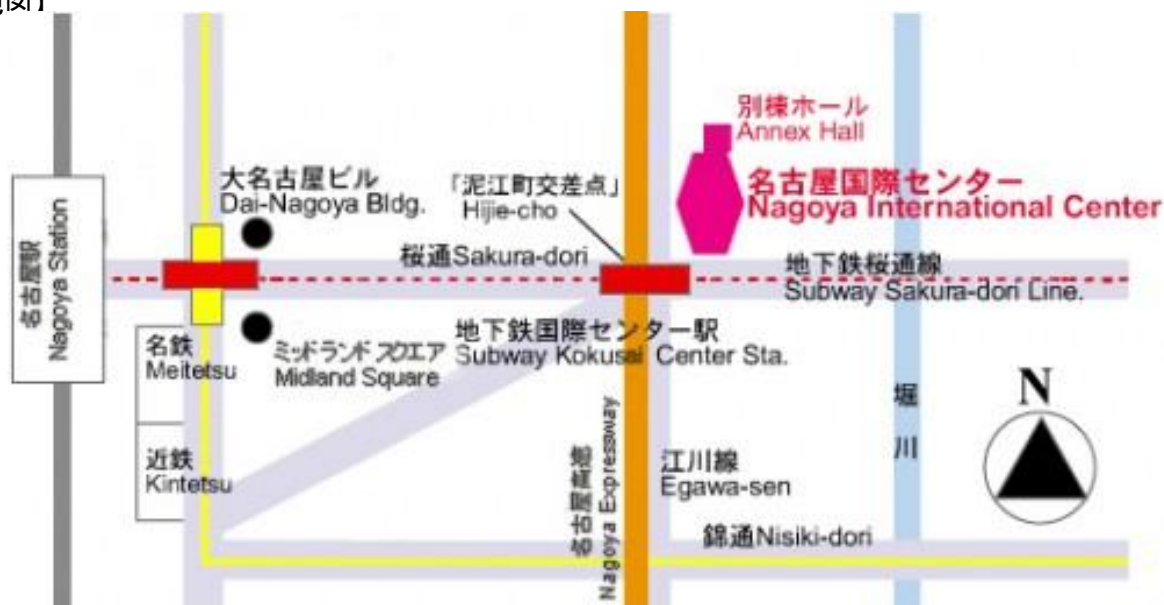 別棟ホール
Annex Hall
大名古屋ビル
Dai-Nagoya Bldg.
「泥江町交差点」
Hijie-cho
名古屋国際センター
Nagoya International Center
名古屋駅
Nagoya Station
桜通Sakura-dori
地下鉄桜通線
Subway Sakura-dori Line.
名鉄
Meitetsu
ミッドランド スクエア
Midland Square
地下鉄国際センター駅
Subway Kokusai Center Sta.
N
堀川
近鉄
Kintetsu
名古屋高速
Nagoya Expressway
江川線
Egawa-sen
錦通Nisiki-dori